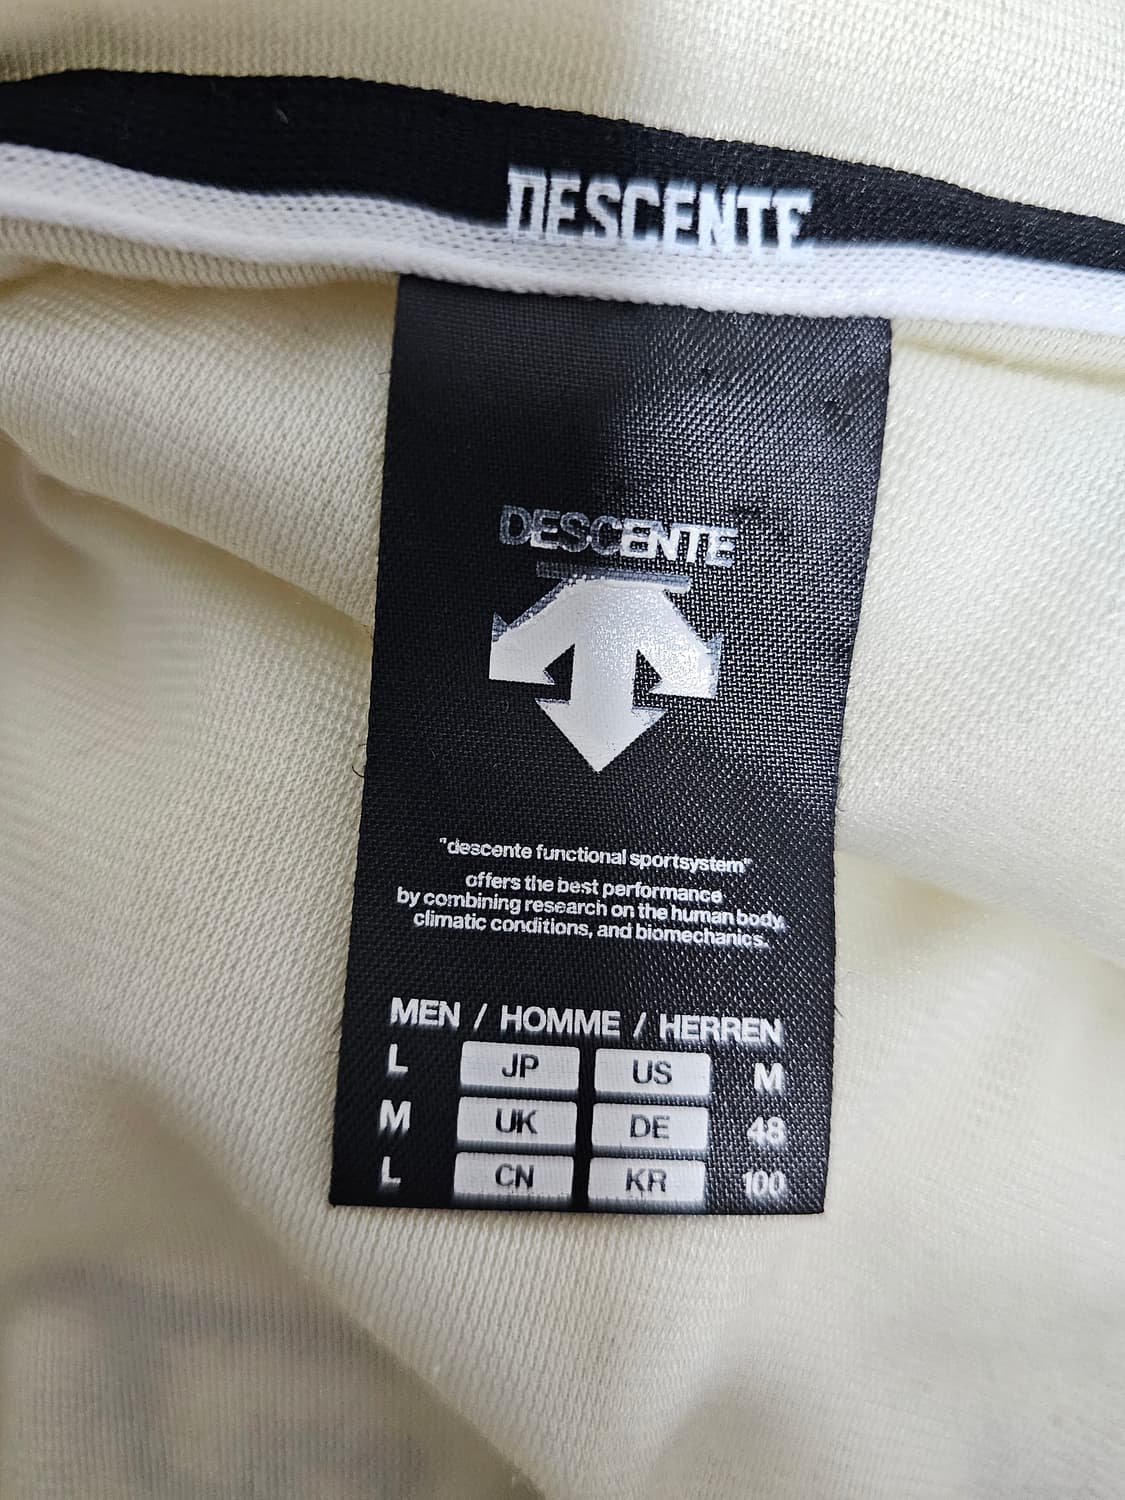 DESCENTE
DESCENTE
"descente functional sportsystem"
offers the best performance
by combining research on the human body,
climatic conditions, and biomechanics.
MEN / HOMME / HERREN
L JP US M
M UK DE 48
L CN KR 100